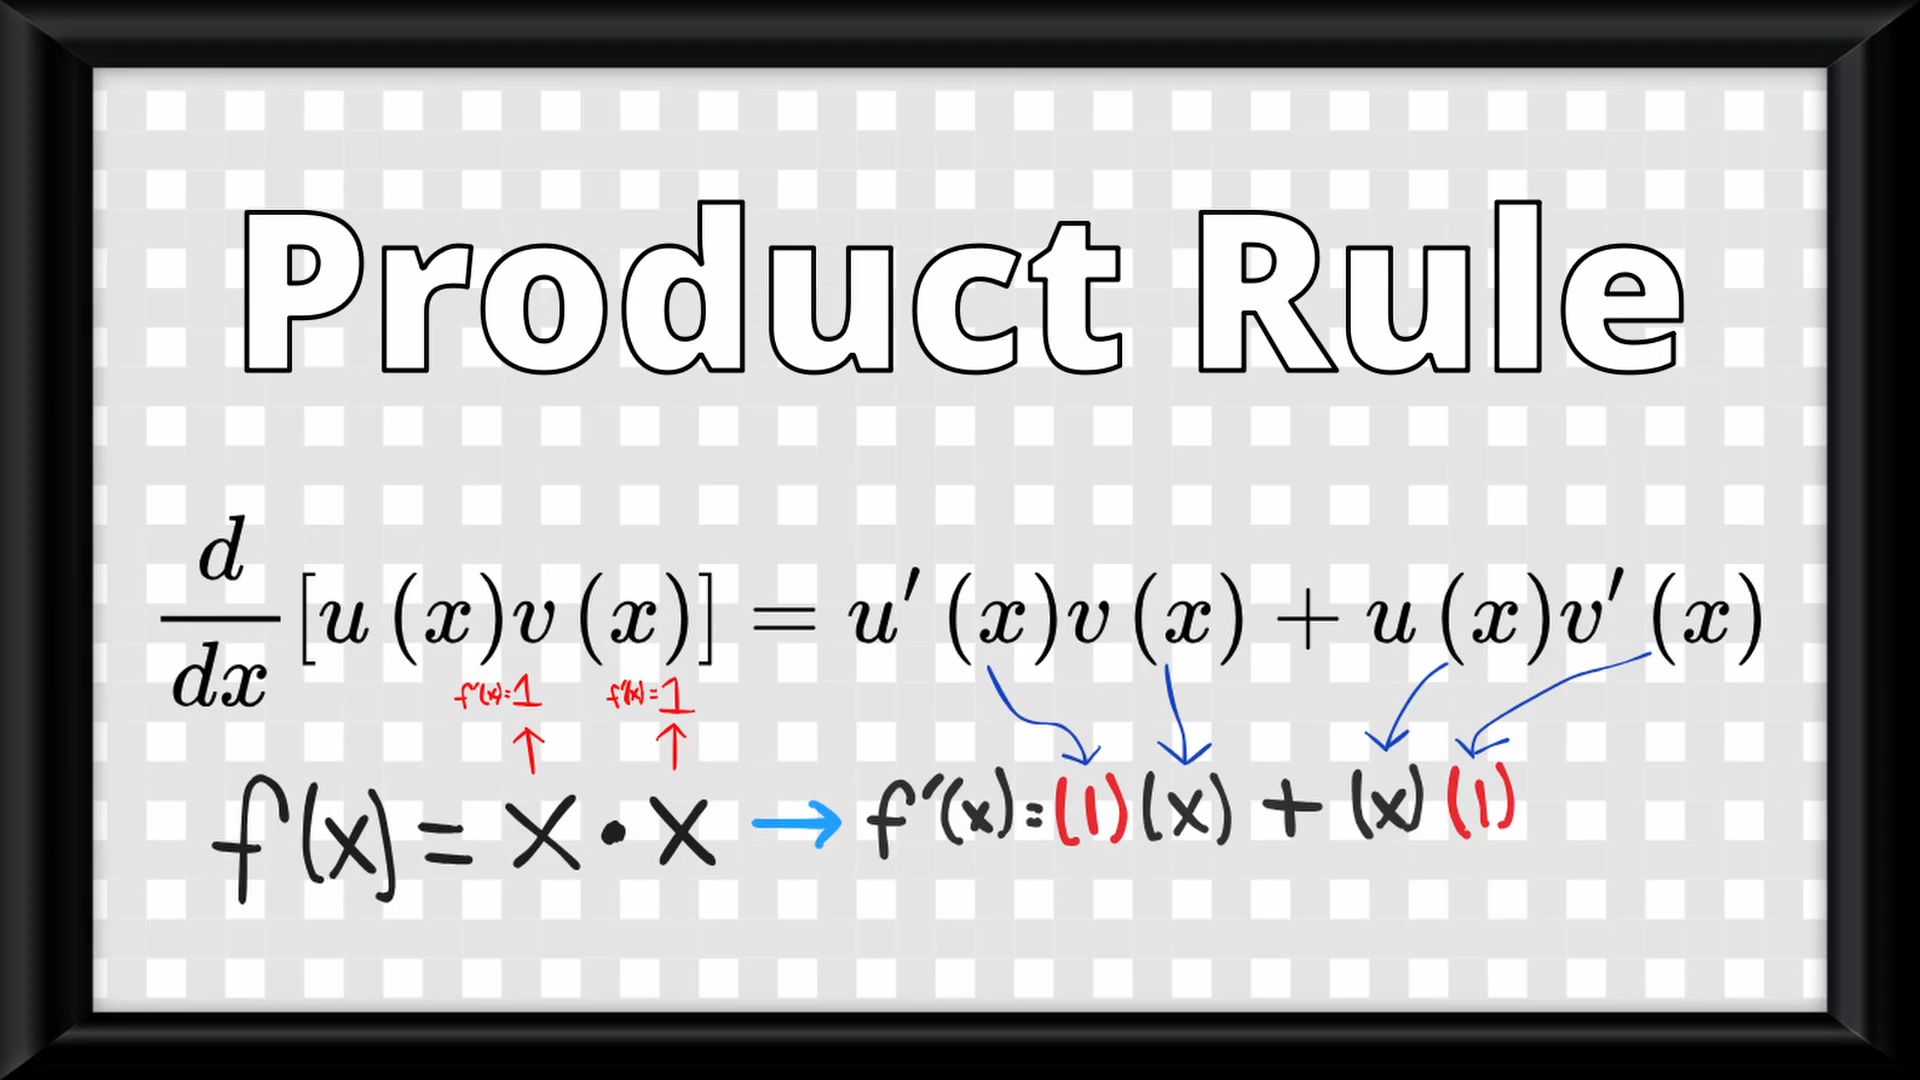 Product Rule
d/dx [u (x)v (x)] = u′ (x)v (x) + u (x)v′ (x)
f'(x)=1 f'(x)=1
f(x) = x · x → f'(x)=(1)(x) + (x)(1)